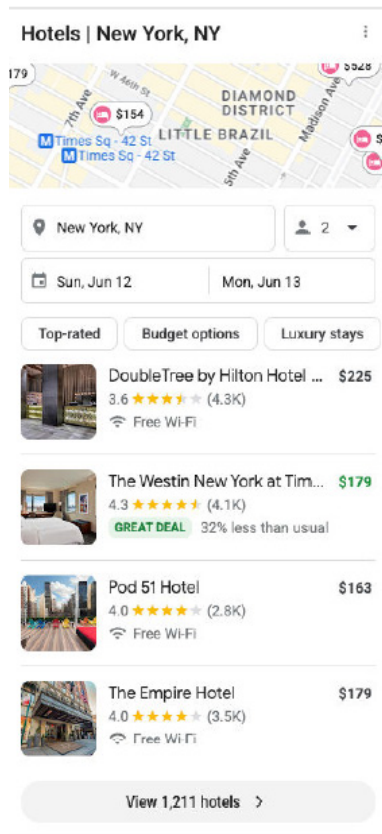 Hotels | New York, NY
179
W 46th St
$528
7th Ave
$154
DIAMOND
DISTRICT
Madison Ave
M Times Sq - 42 St
LITTLE BRAZIL
M Times Sq - 42 St
5th Ave
$
New York, NY
2
Sun, Jun 12
Mon, Jun 13
Top-rated
Budget options
Luxury stays
DoubleTree by Hilton Hotel ... $225
3.6 (4.3K)
Free Wi-Fi
The Westin New York at Tim... $179
4.3 (4.1K)
GREAT DEAL 32% less than usual
Pod 51 Hotel $163
4.0 (2.8K)
Free Wi-Fi
The Empire Hotel $179
4.0 (3.5K)
Free Wi-Fi
View 1,211 hotels